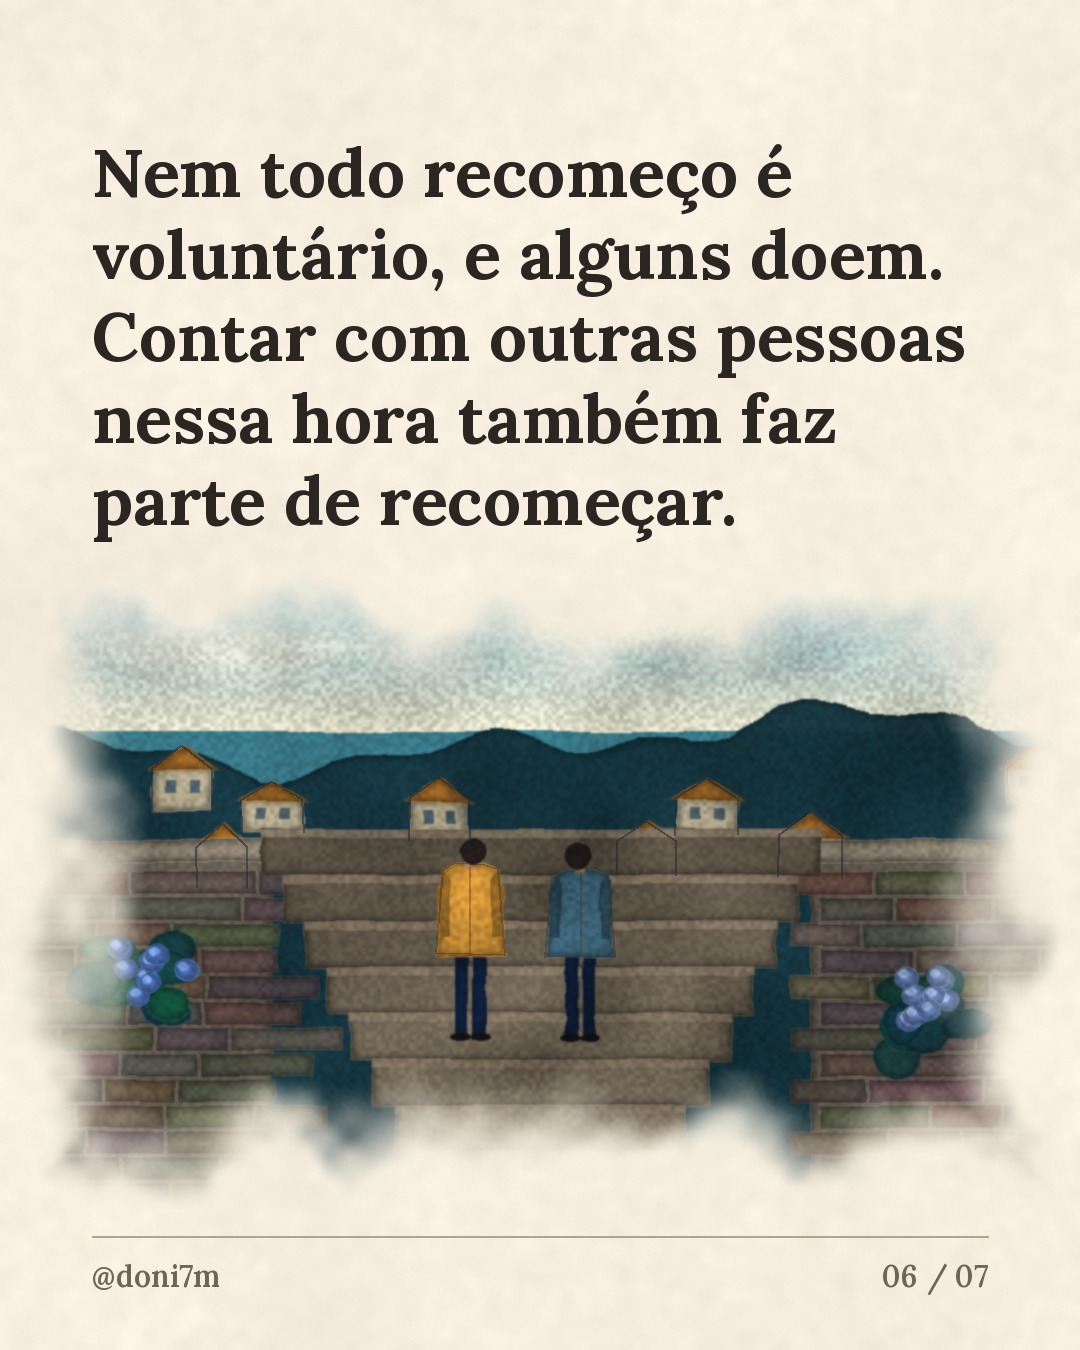 Nem todo recomeço é
voluntário, e alguns doem.
Contar com outras pessoas
nessa hora também faz
parte de recomeçar.
@doni7m
06 / 07